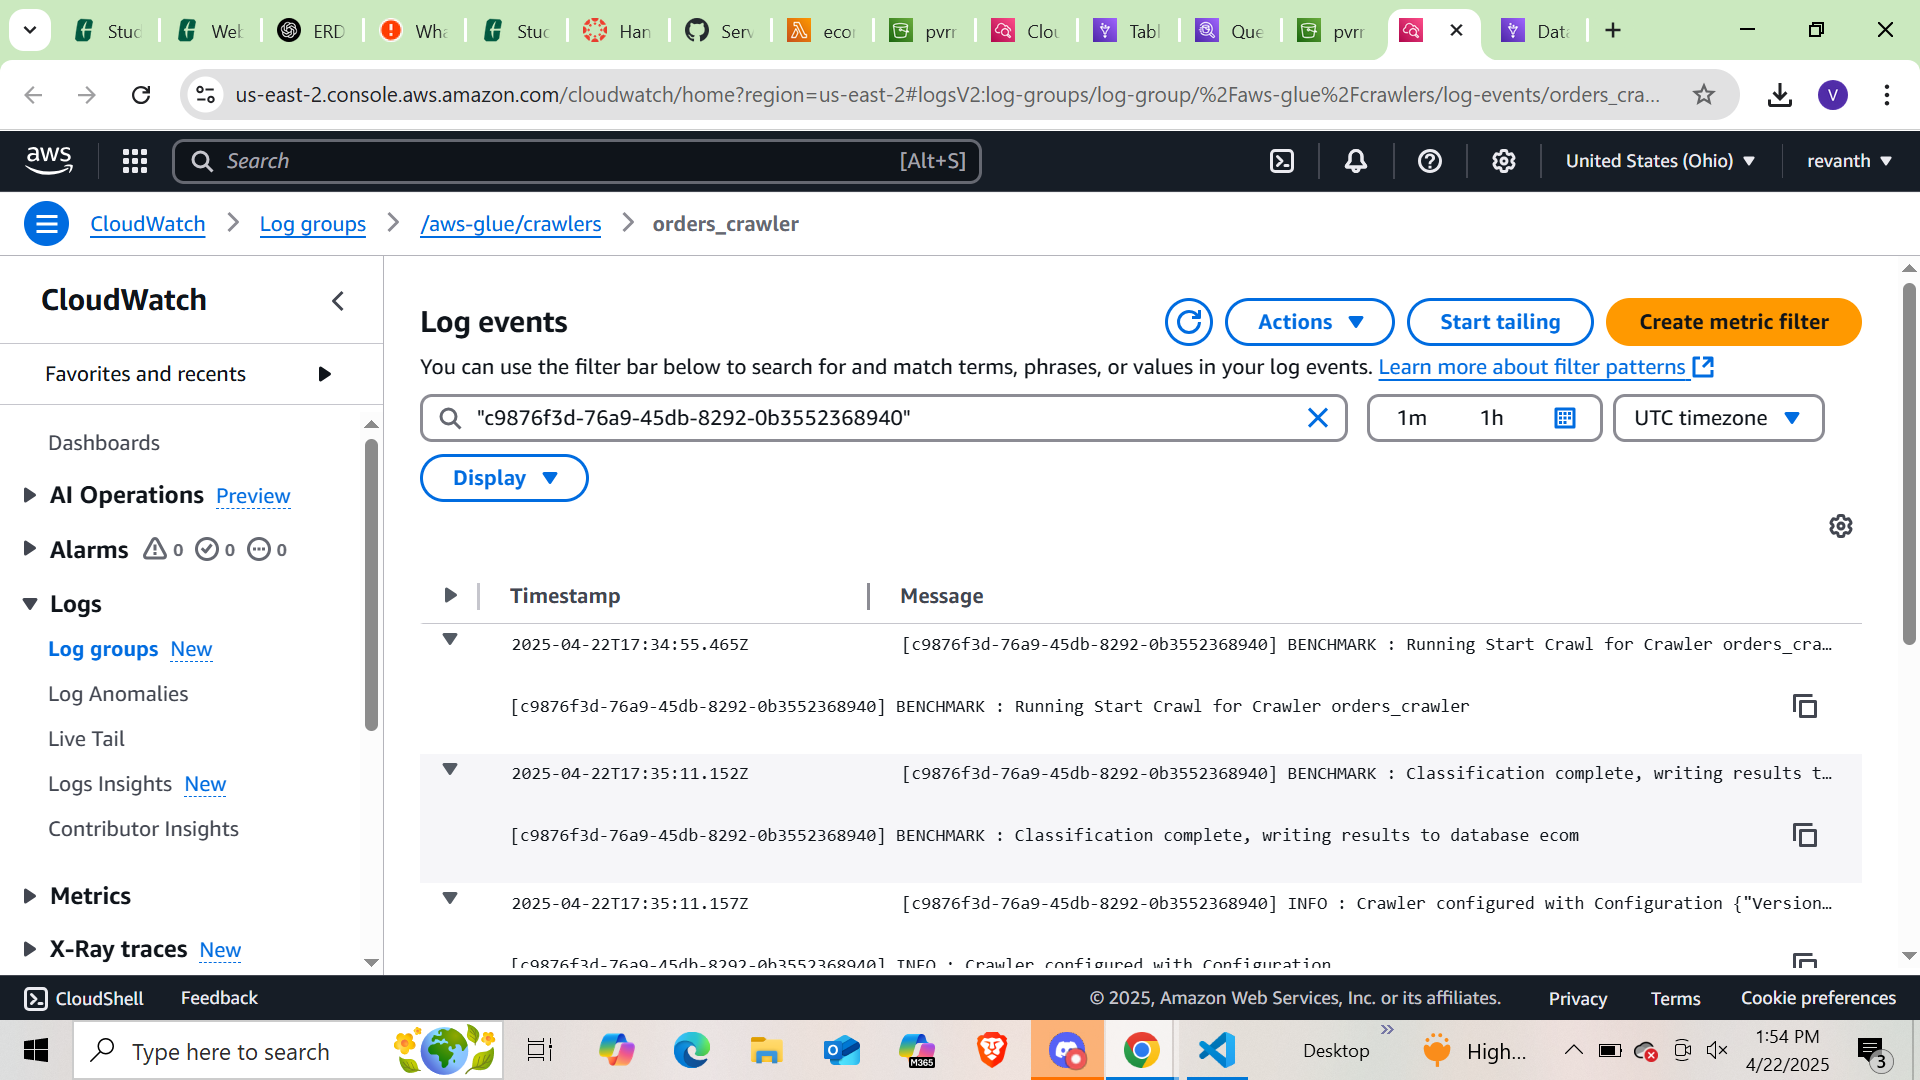 Stud
Web
ERD
Wha
Stud
Han
Serv
ecor
pvrr
Clou
Tabl
Que
pvrr
Data
us-east-2.console.aws.amazon.com/cloudwatch/home?region=us-east-2#logsV2:log-groups/log-group/%2Faws-glue%2Fcrawlers/log-events/orders_cra...
V
aws
Search [Alt+S]
United States (Ohio)
revanth
CloudWatch > Log groups > /aws-glue/crawlers > orders_crawler
CloudWatch
Favorites and recents
Dashboards
AI Operations Preview
Alarms 0 0 0
Logs
Log groups New
Log Anomalies
Live Tail
Logs Insights New
Contributor Insights
Metrics
X-Ray traces New
Log events
Actions
Start tailing
Create metric filter
You can use the filter bar below to search for and match terms, phrases, or values in your log events. Learn more about filter patterns
"c9876f3d-76a9-45db-8292-0b3552368940"
1m 1h
UTC timezone
Display
Timestamp Message
2025-04-22T17:34:55.465Z [c9876f3d-76a9-45db-8292-0b3552368940] BENCHMARK : Running Start Crawl for Crawler orders_cra…
[c9876f3d-76a9-45db-8292-0b3552368940] BENCHMARK : Running Start Crawl for Crawler orders_crawler
2025-04-22T17:35:11.152Z [c9876f3d-76a9-45db-8292-0b3552368940] BENCHMARK : Classification complete, writing results t…
[c9876f3d-76a9-45db-8292-0b3552368940] BENCHMARK : Classification complete, writing results to database ecom
2025-04-22T17:35:11.157Z [c9876f3d-76a9-45db-8292-0b3552368940] INFO : Crawler configured with Configuration {"Version…
[c9876f3d-76a9-45db-8292-0b3552368940] INFO : Crawler configured with Configuration
CloudShell Feedback
© 2025, Amazon Web Services, Inc. or its affiliates.
Privacy Terms Cookie preferences
Type here to search
M365
Desktop
High...
1:54 PM
4/22/2025
3